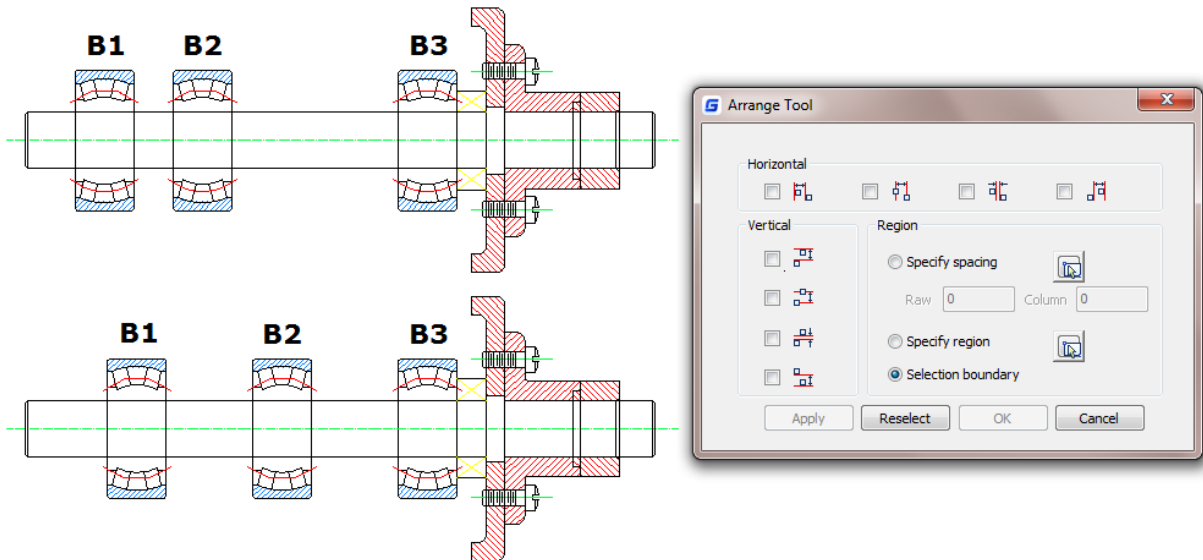 B1 B2 B3
B1 B2 B3
Arrange Tool
Horizontal
Vertical
Region
Specify spacing
Raw 0 Column 0
Specify region
Selection boundary
Apply Reselect OK Cancel